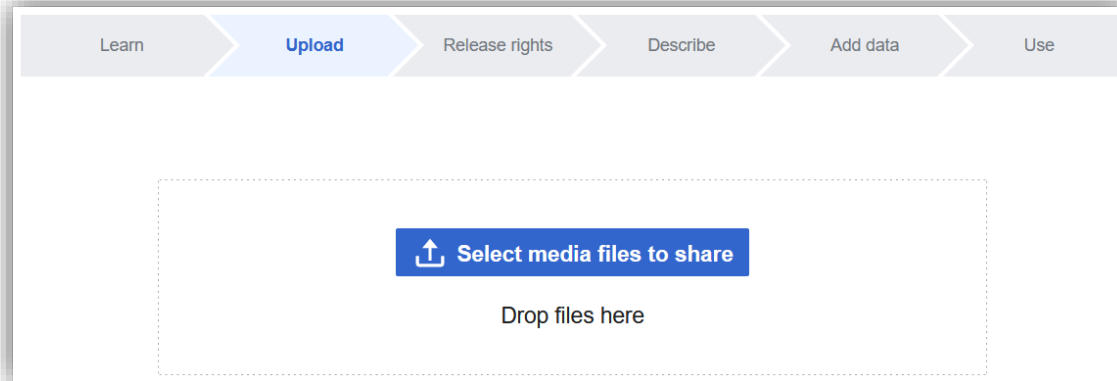 Learn Upload Release rights Describe Add data Use
Select media files to share
Drop files here